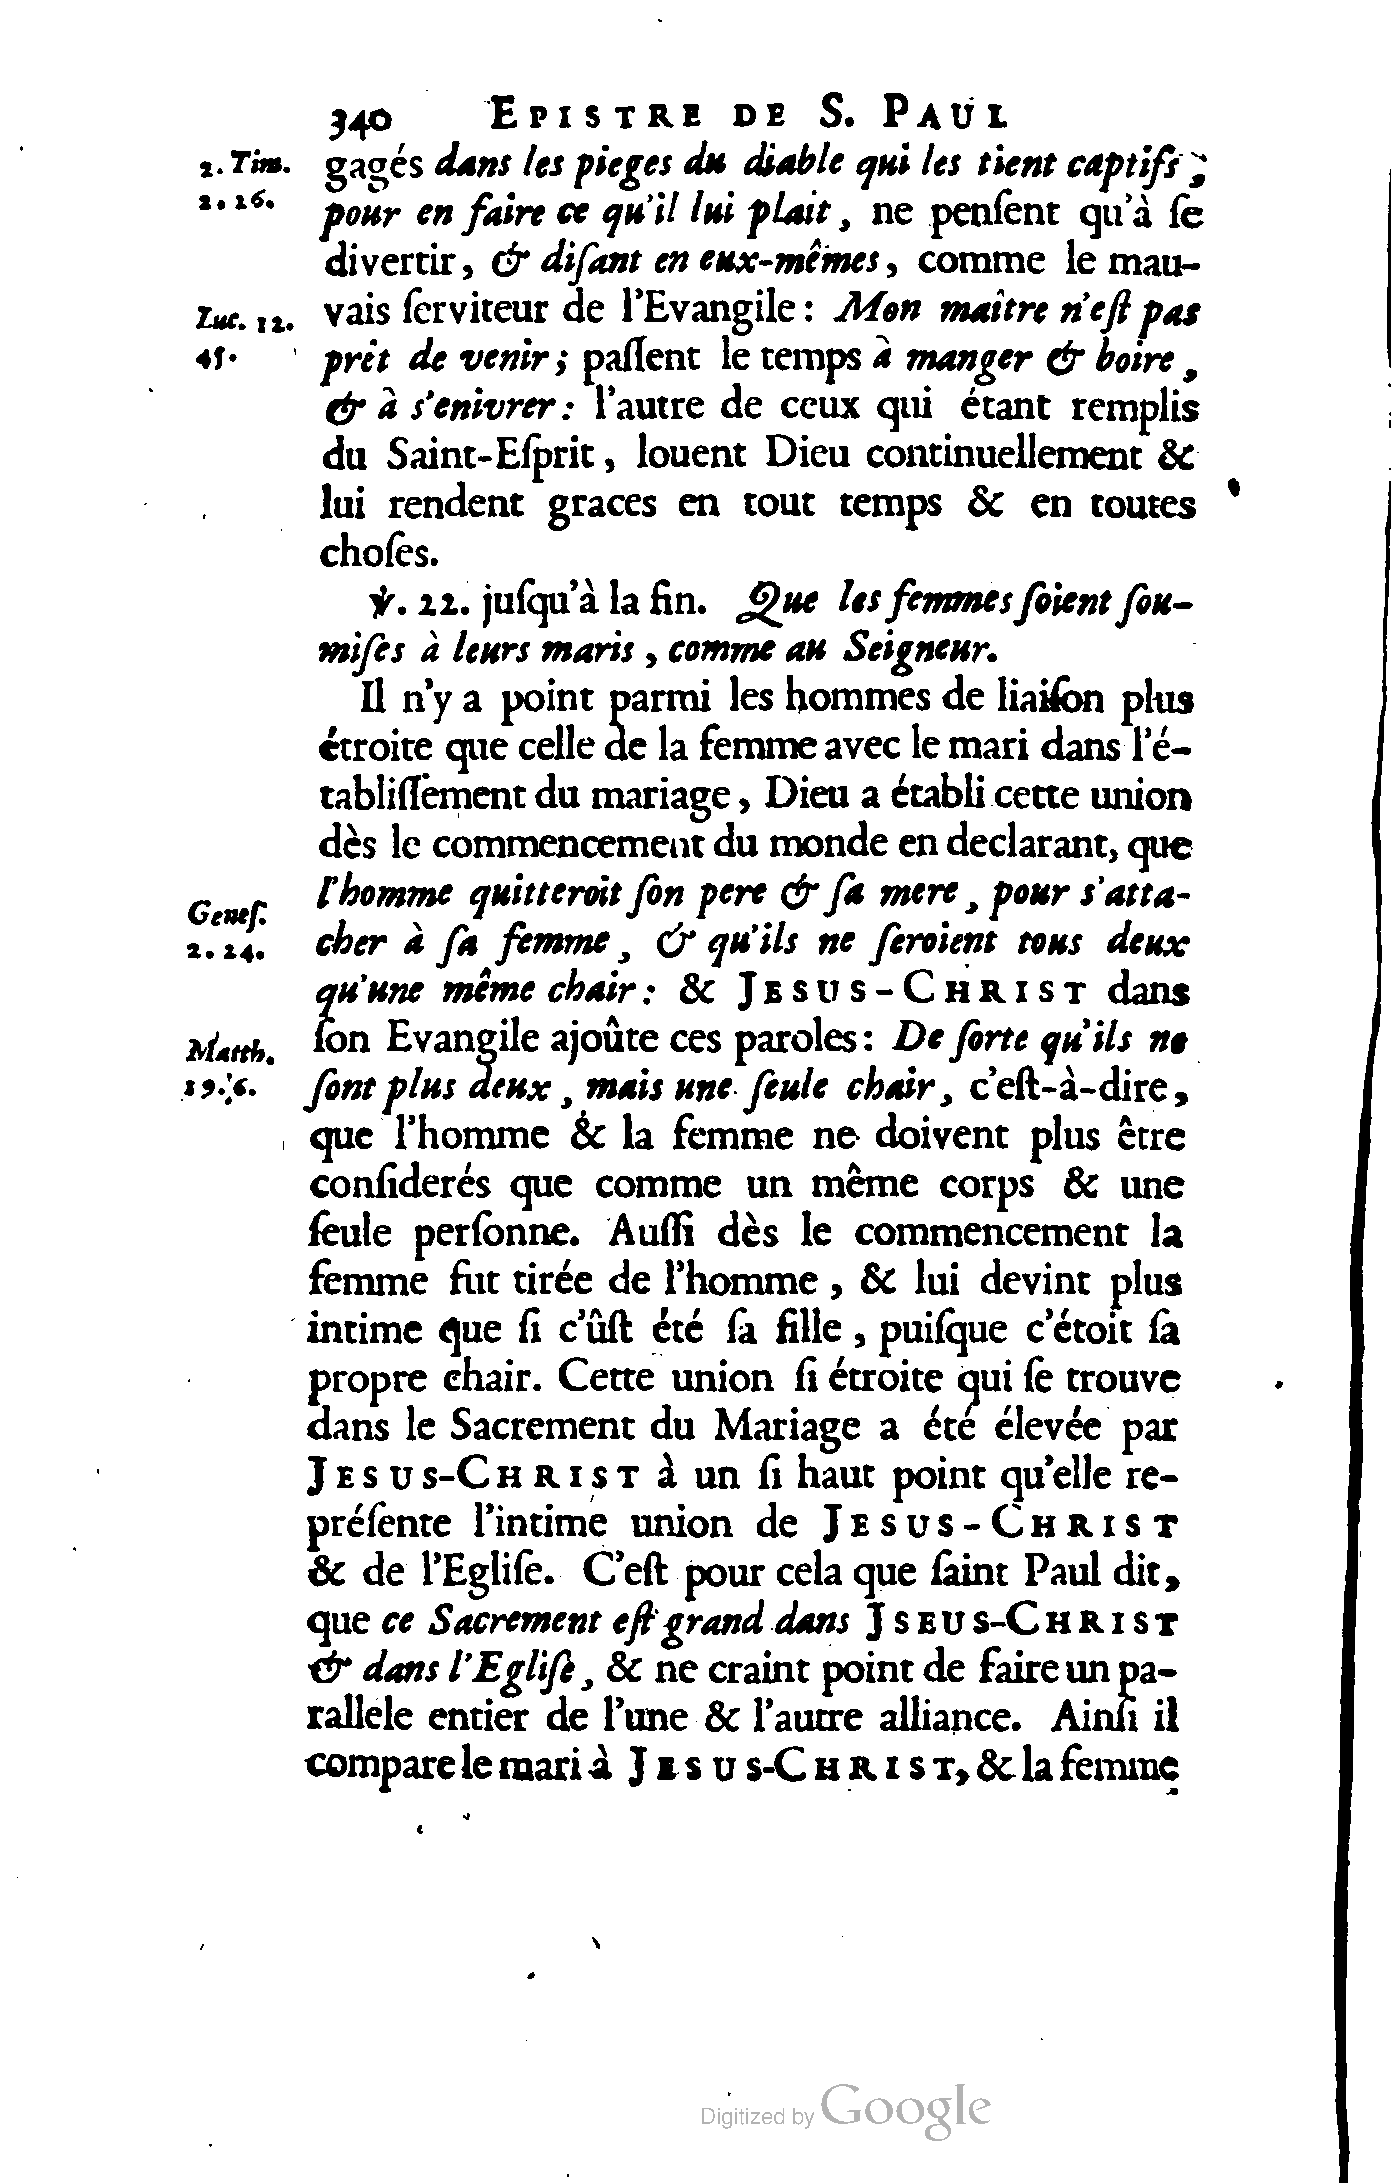 340 EPISTRE DE S. PAUL
2. Tim. gagés dans les pieges du diable qui les tient captifs,
2. 26. pour en faire ce qu'il lui plait, ne penſent qu'à ſe
divertir, & diſant en eux-mêmes, comme le mau-
Luc. 12. vais ſerviteur de l'Evangile: Mon maître n'eſt pas
45. prêt de venir; paſſent le temps à manger & boire,
& à s'enivrer: l'autre de ceux qui étant remplis
du Saint-Eſprit, louent Dieu continuellement &
lui rendent graces en tout temps & en toutes
choſes.
℣. 22. juſqu'à la fin. Que les femmes ſoient ſou-
miſes à leurs maris, comme au Seigneur.
Il n'y a point parmi les hommes de liaiſon plus
étroite que celle de la femme avec le mari dans l'é-
tabliſſement du mariage, Dieu a établi cette union
dès le commencement du monde en declarant, que
Geneſ. l'homme quitteroit ſon pere & ſa mere, pour s'atta-
2. 24. cher à ſa femme, & qu'ils ne ſeroient tous deux
qu'une même chair: & JESUS-CHRIST dans
Matth. ſon Evangile ajoûte ces paroles: De ſorte qu'ils ne
19. 6. ſont plus deux, mais une ſeule chair, c'eſt-à-dire,
que l'homme & la femme ne doivent plus être
conſiderés que comme un même corps & une
ſeule perſonne. Auſſi dès le commencement la
femme fut tirée de l'homme, & lui devint plus
intime que ſi c'ûſt été ſa fille, puiſque c'étoit ſa
propre chair. Cette union ſi étroite qui ſe trouve
dans le Sacrement du Mariage a été élevée par
JESUS-CHRIST à un ſi haut point qu'elle re-
préſente l'intime union de JESUS-CHRIST
& de l'Egliſe. C'eſt pour cela que ſaint Paul dit,
que ce Sacrement eſt grand dans JSEUS-CHRIST
& dans l'Egliſe, & ne craint point de faire un pa-
rallele entier de l'une & l'autre alliance. Ainſi il
compare le mari à JESUS-CHRIST, & la femme
Digitized by Google